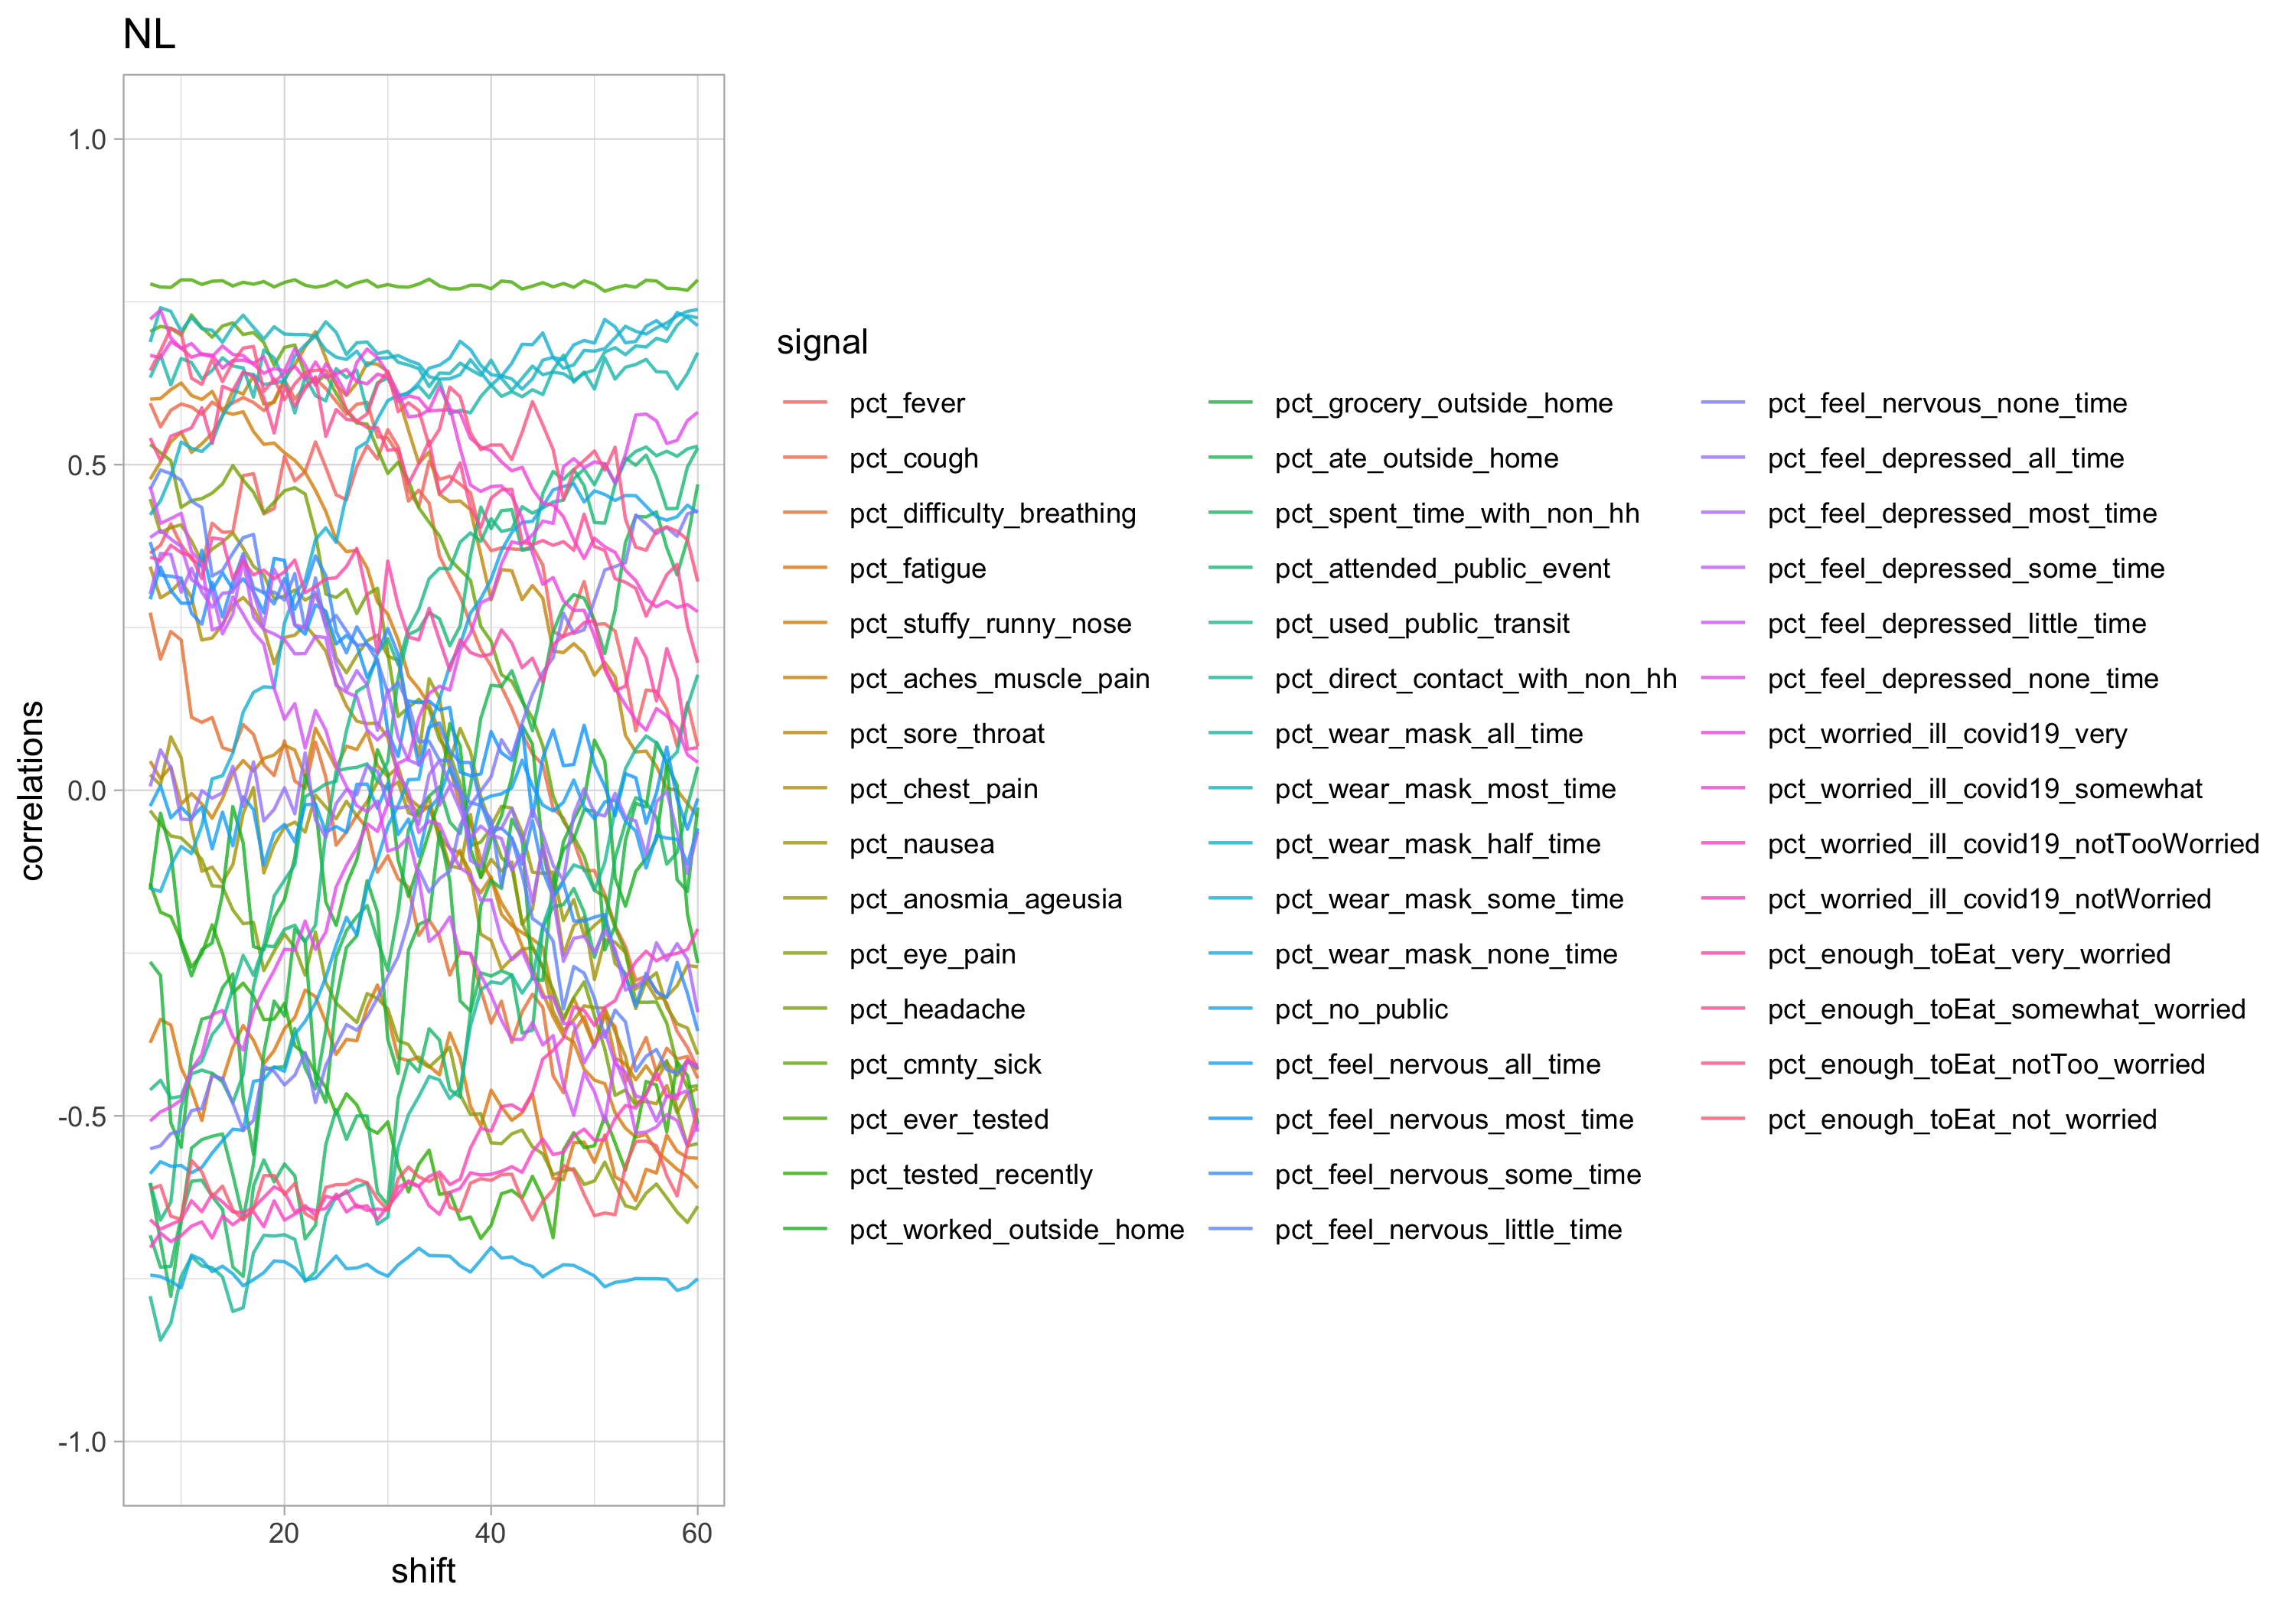 NL
1.0
0.5
0.0
-0.5
-1.0
correlations
20
40
60
shift
signal
pct_fever
pct_cough
pct_difficulty_breathing
pct_fatigue
pct_stuffy_runny_nose
pct_aches_muscle_pain
pct_sore_throat
pct_chest_pain
pct_nausea
pct_anosmia_ageusia
pct_eye_pain
pct_headache
pct_cmnty_sick
pct_ever_tested
pct_tested_recently
pct_worked_outside_home
pct_grocery_outside_home
pct_ate_outside_home
pct_spent_time_with_non_hh
pct_attended_public_event
pct_used_public_transit
pct_direct_contact_with_non_hh
pct_wear_mask_all_time
pct_wear_mask_most_time
pct_wear_mask_half_time
pct_wear_mask_some_time
pct_wear_mask_none_time
pct_no_public
pct_feel_nervous_all_time
pct_feel_nervous_most_time
pct_feel_nervous_some_time
pct_feel_nervous_little_time
pct_feel_nervous_none_time
pct_feel_depressed_all_time
pct_feel_depressed_most_time
pct_feel_depressed_some_time
pct_feel_depressed_little_time
pct_feel_depressed_none_time
pct_worried_ill_covid19_very
pct_worried_ill_covid19_somewhat
pct_worried_ill_covid19_notTooWorried
pct_worried_ill_covid19_notWorried
pct_enough_toEat_very_worried
pct_enough_toEat_somewhat_worried
pct_enough_toEat_notToo_worried
pct_enough_toEat_not_worried